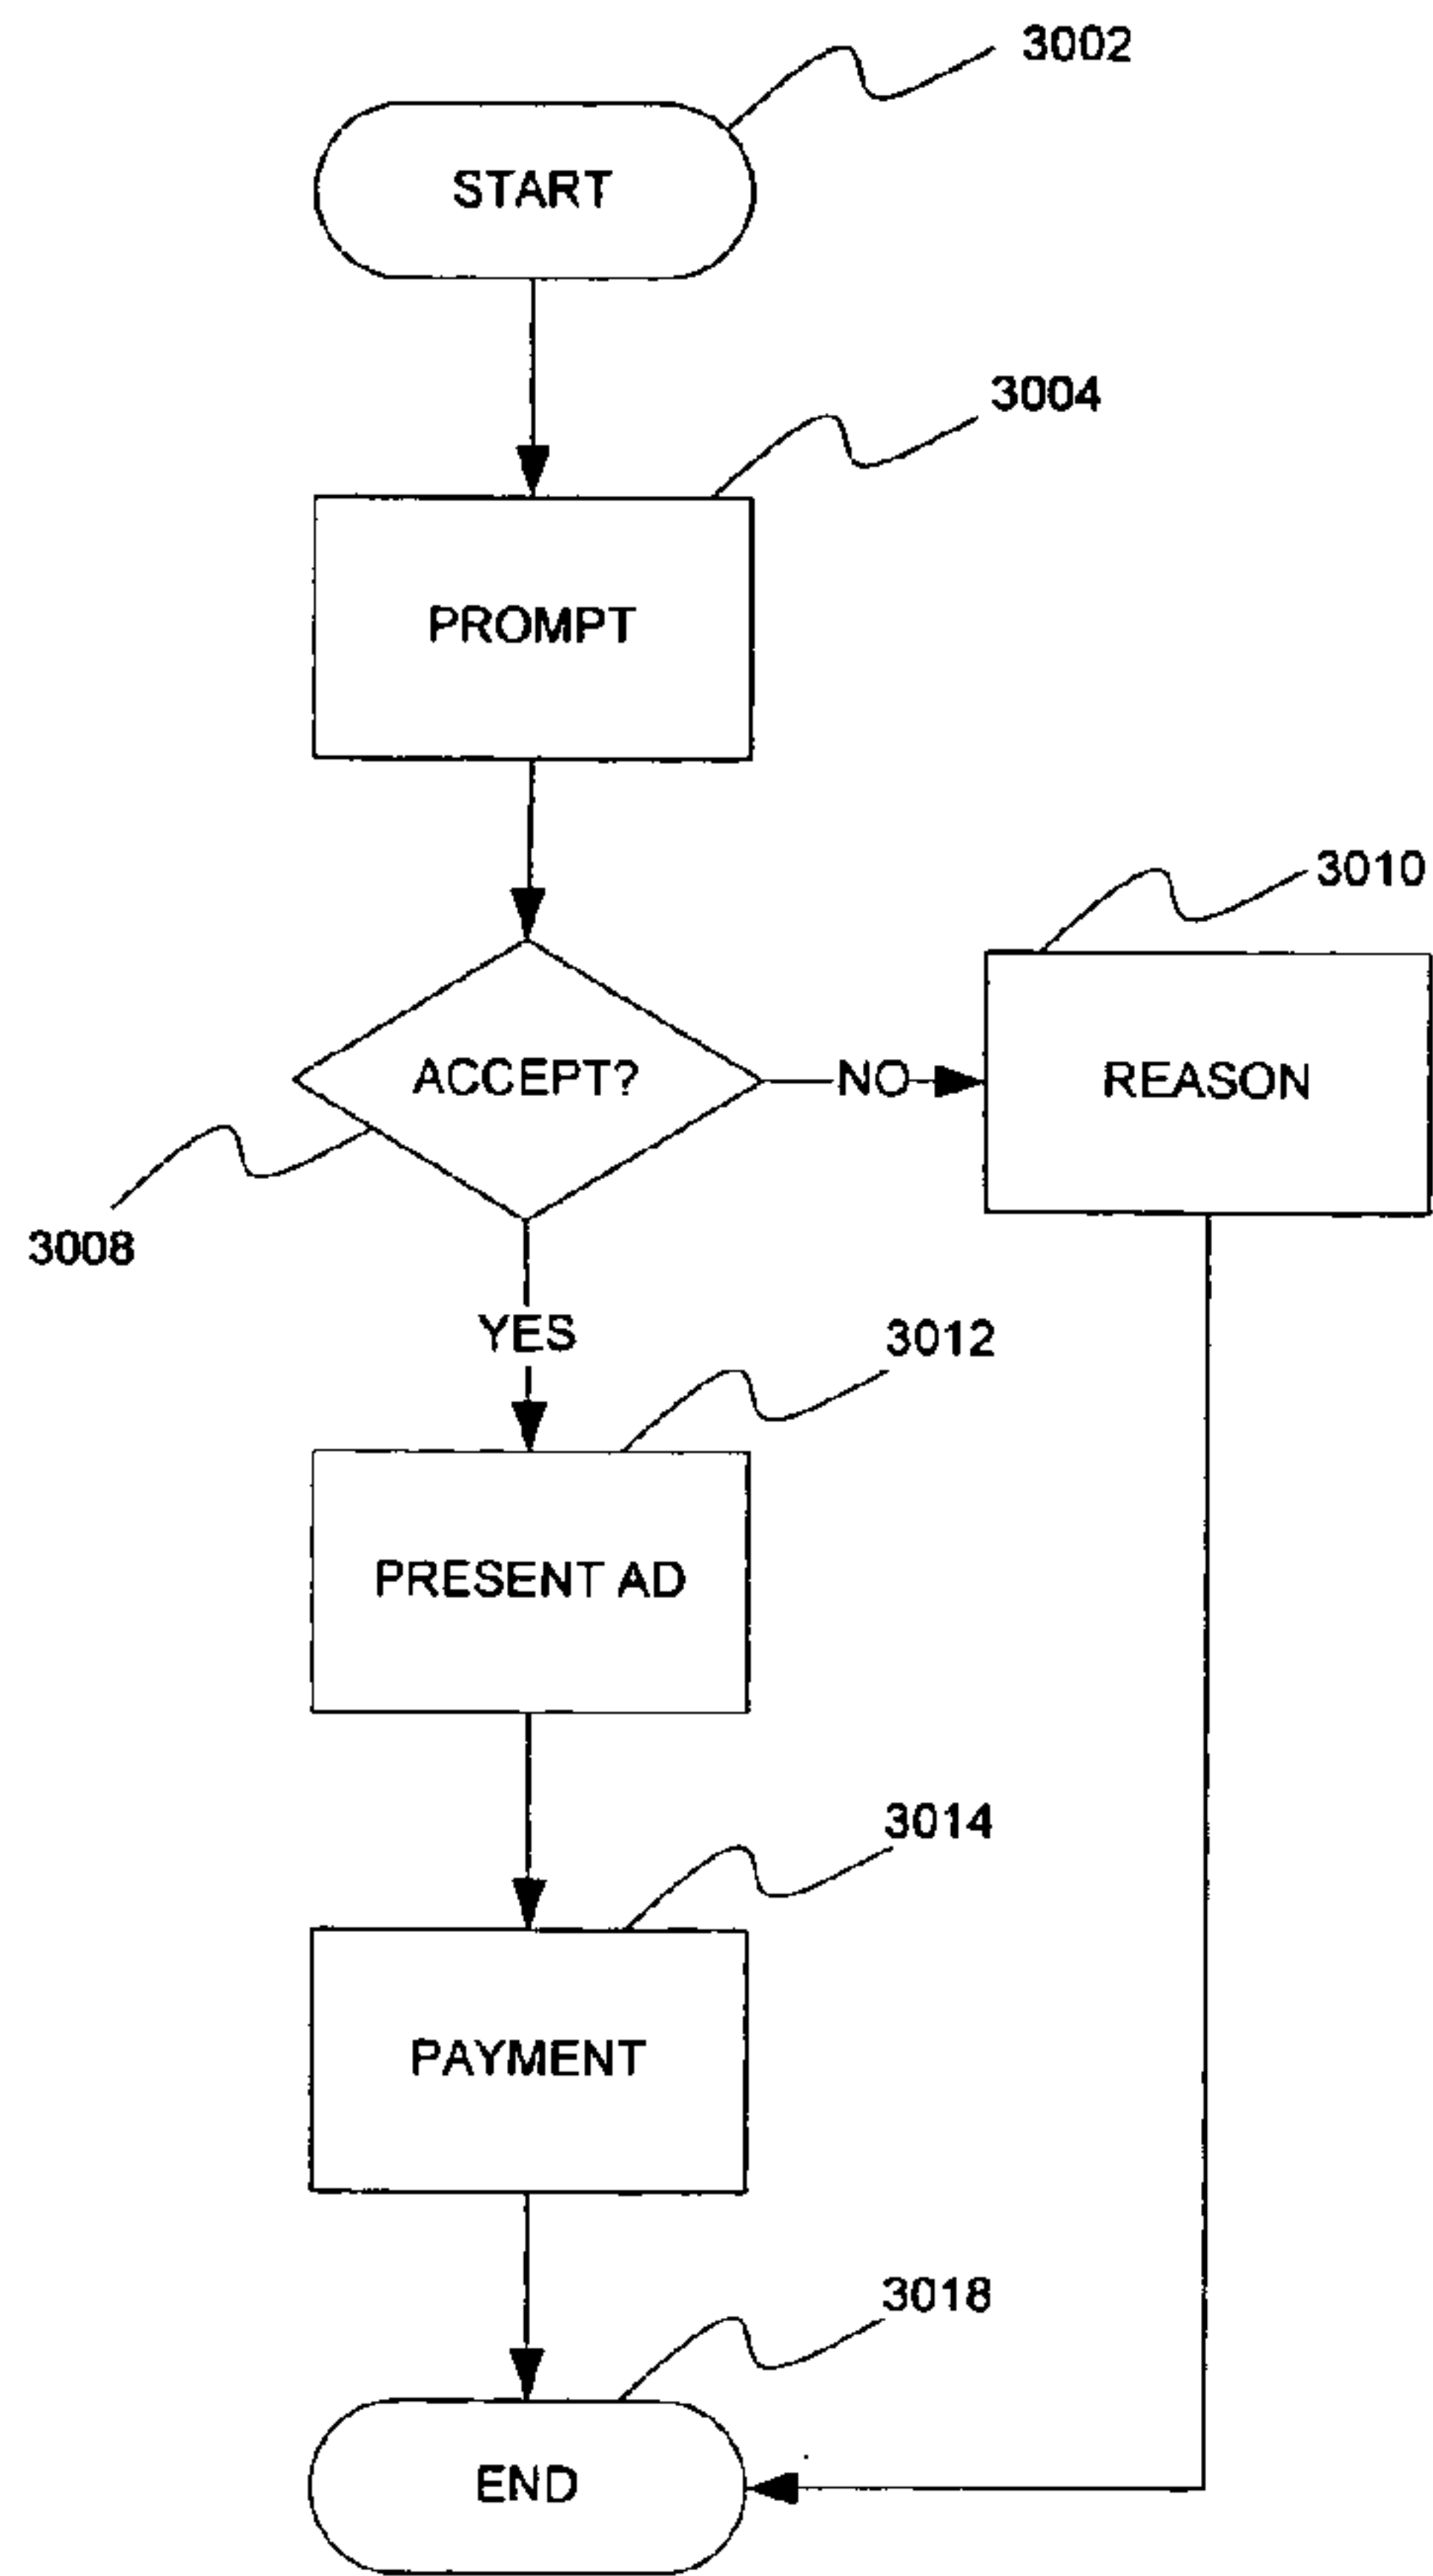 3002
START
3004
PROMPT
3010
ACCEPT?
NO
REASON
3008
YES
3012
PRESENT AD
3014
PAYMENT
3018
END